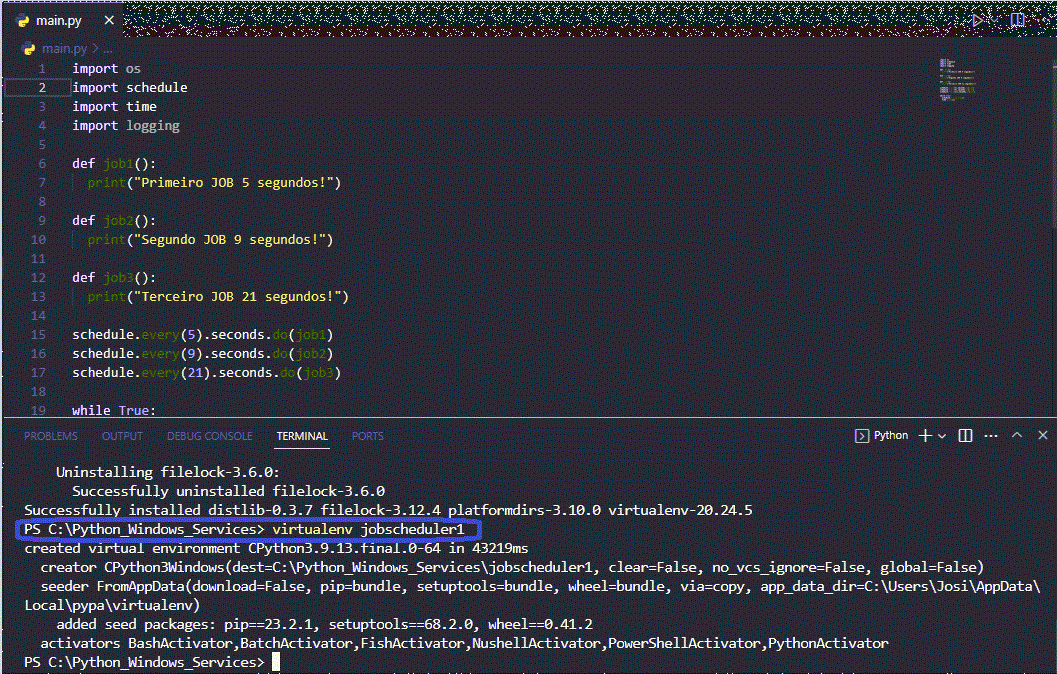 main.py
main.py > ...
1 import os
2 import schedule
3 import time
4 import logging
5
6 def job1():
7 print("Primeiro JOB 5 segundos!")
8
9 def job2():
10 print("Segundo JOB 9 segundos!")
11
12 def job3():
13 print("Terceiro JOB 21 segundos!")
14
15 schedule.every(5).seconds.do(job1)
16 schedule.every(9).seconds.do(job2)
17 schedule.every(21).seconds.do(job3)
18
19 while True:
PROBLEMS OUTPUT DEBUG CONSOLE TERMINAL PORTS Python
Uninstalling filelock-3.6.0:
Successfully uninstalled filelock-3.6.0
Successfully installed distlib-0.3.7 filelock-3.12.4 platformdirs-3.10.0 virtualenv-20.24.5
PS C:\Python_Windows_Services> virtualenv jobscheduler1
created virtual environment CPython3.9.13.final.0-64 in 43219ms
creator CPython3Windows(dest=C:\Python_Windows_Services\jobscheduler1, clear=False, no_vcs_ignore=False, global=False)
seeder FromAppData(download=False, pip=bundle, setuptools=bundle, wheel=bundle, via=copy, app_data_dir=C:\Users\Josi\AppData\
Local\pypa\virtualenv)
added seed packages: pip==23.2.1, setuptools==68.2.0, wheel==0.41.2
activators BashActivator,BatchActivator,FishActivator,NushellActivator,PowerShellActivator,PythonActivator
PS C:\Python_Windows_Services>